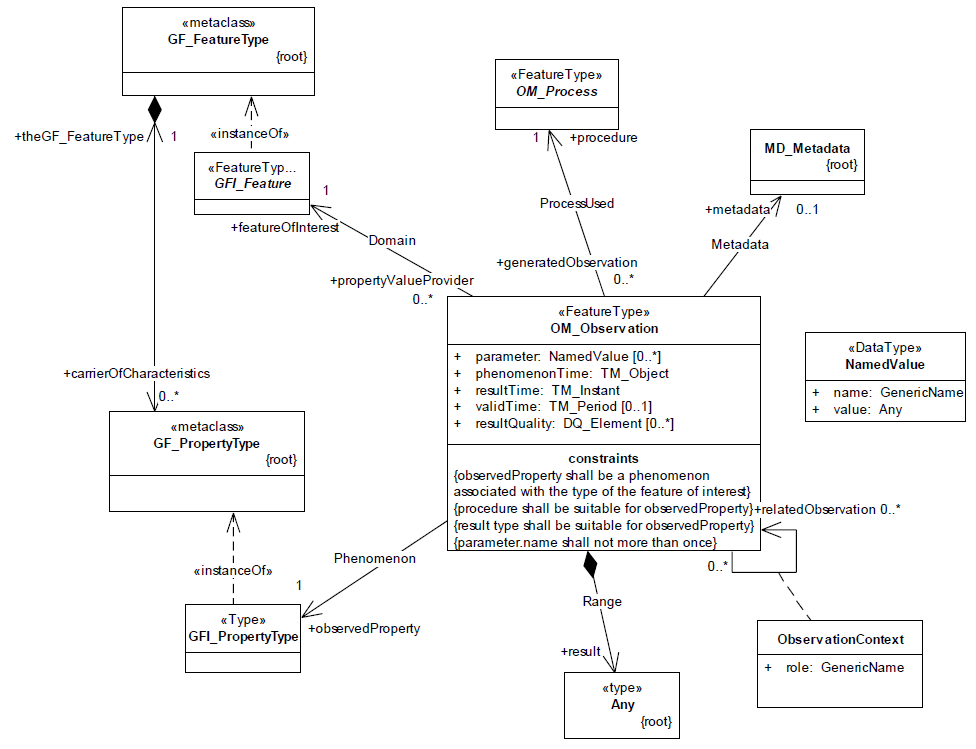 «metaclass»
GF_FeatureType
{root}
+theGF_FeatureType
1
«instanceOf»
«FeatureTyp...
GFI_Feature
1
+featureOfInterest
Domain
+propertyValueProvider
0..*
«FeatureType»
OM_Process
1
+procedure
ProcessUsed
+generatedObservation
0..*
MD_Metadata
{root}
+metadata
0..1
Metadata
«FeatureType»
OM_Observation
+ parameter: NamedValue [0..*]
+ phenomenonTime: TM_Object
+ resultTime: TM_Instant
+ validTime: TM_Period [0..1]
+ resultQuality: DQ_Element [0..*]
constraints
{observedProperty shall be a phenomenon
associated with the type of the feature of interest}
{procedure shall be suitable for observedProperty}
{result type shall be suitable for observedProperty}
{parameter.name shall not more than once}
«DataType»
NamedValue
+ name: GenericName
+ value: Any
+carrierOfCharacteristics
0..*
«metaclass»
GF_PropertyType
{root}
«instanceOf»
1
Phenomenon
+observedProperty
«Type»
GFI_PropertyType
+relatedObservation 0..*
0..*
Range
+result
«type»
Any
{root}
ObservationContext
+ role: GenericName